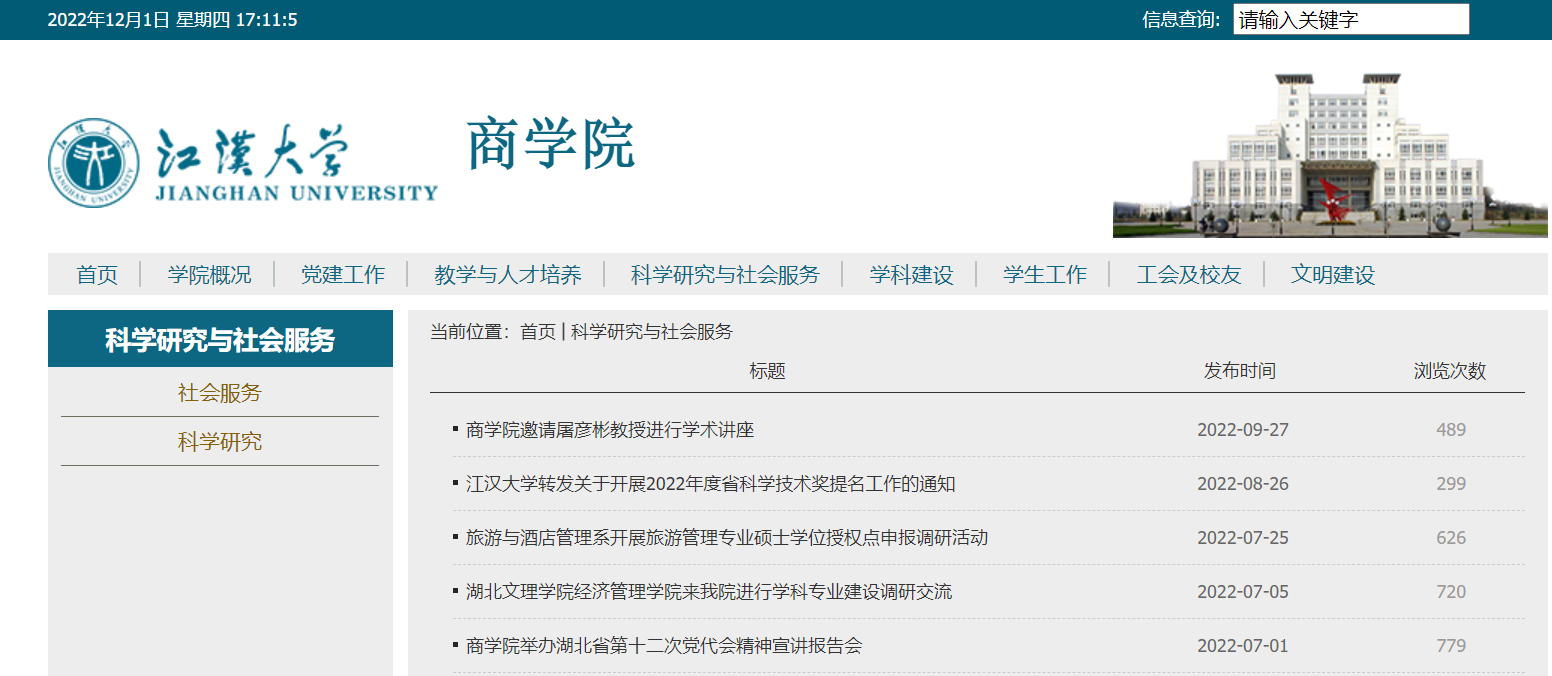 2022年12月1日 星期四 17:11:5
信息查询: 请输入关键字
江漢大学
JIANGHAN UNIVERSITY
商学院
首页 学院概况 党建工作 教学与人才培养 科学研究与社会服务 学科建设 学生工作 工会及校友 文明建设
科学研究与社会服务
社会服务
科学研究
当前位置：首页 | 科学研究与社会服务
标题 发布时间 浏览次数
商学院邀请屠彦彬教授进行学术讲座 2022-09-27 489
江汉大学转发关于开展2022年度省科学技术奖提名工作的通知 2022-08-26 299
旅游与酒店管理系开展旅游管理专业硕士学位授权点申报调研活动 2022-07-25 626
湖北文理学院经济管理学院来我院进行学科专业建设调研交流 2022-07-05 720
商学院举办湖北省第十二次党代会精神宣讲报告会 2022-07-01 779